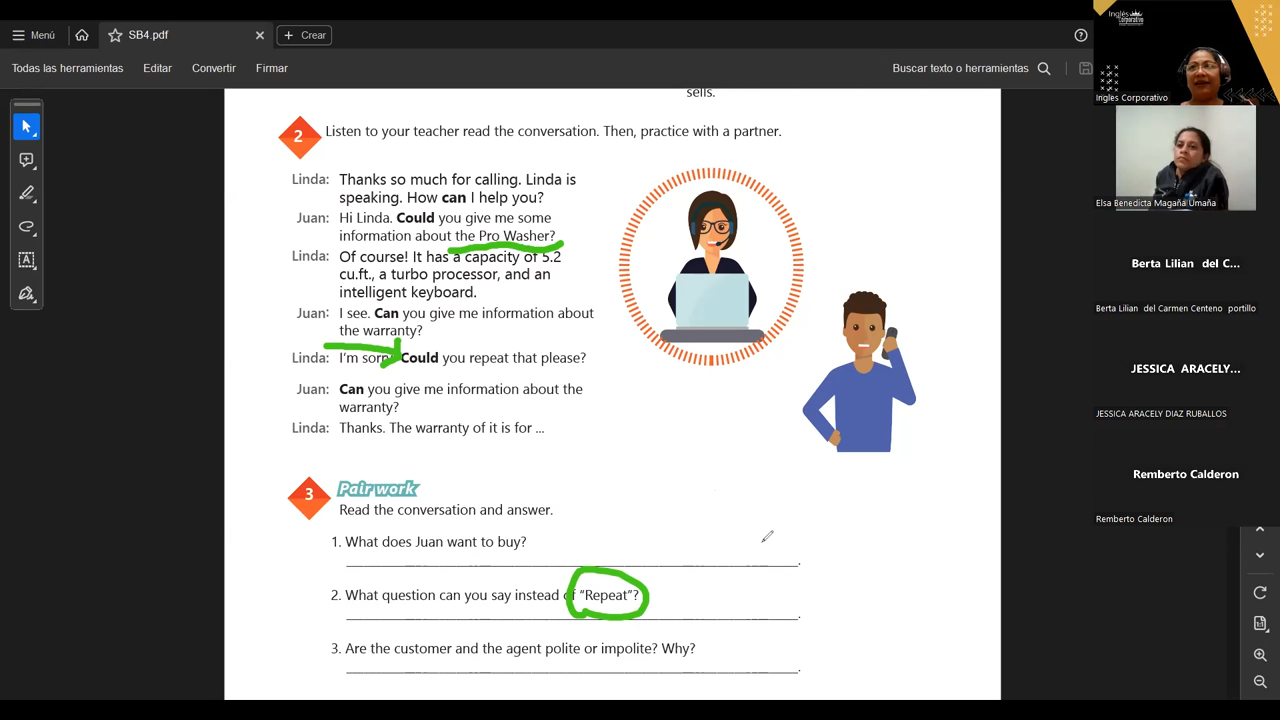 Menú
SB4.pdf
Crear
Todas las herramientas
Editar
Convertir
Firmar
Buscar texto o herramientas
sells.
2
Listen to your teacher read the conversation. Then, practice with a partner.
Linda: Thanks so much for calling. Linda is
speaking. How can I help you?
Juan: Hi Linda. Could you give me some
information about the Pro Washer?
Linda: Of course! It has a capacity of 5.2
cu.ft., a turbo processor, and an
intelligent keyboard.
Juan: I see. Can you give me information about
the warranty?
Linda: I'm sorry. Could you repeat that please?
Juan: Can you give me information about the
warranty?
Linda: Thanks. The warranty of it is for ...
3
Pair work
Read the conversation and answer.
1. What does Juan want to buy?
2. What question can you say instead of "Repeat"?
3. Are the customer and the agent polite or impolite? Why?
Inglés
Corporativo
Ingles Corporativo
Elsa Benedicta Magaña Umaña
Berta Lilian del C...
Berta Lilian del Carmen Centeno portillo
JESSICA ARACELY...
JESSICA ARACELY DIAZ RUBALLOS
Remberto Calderon
Remberto Calderon